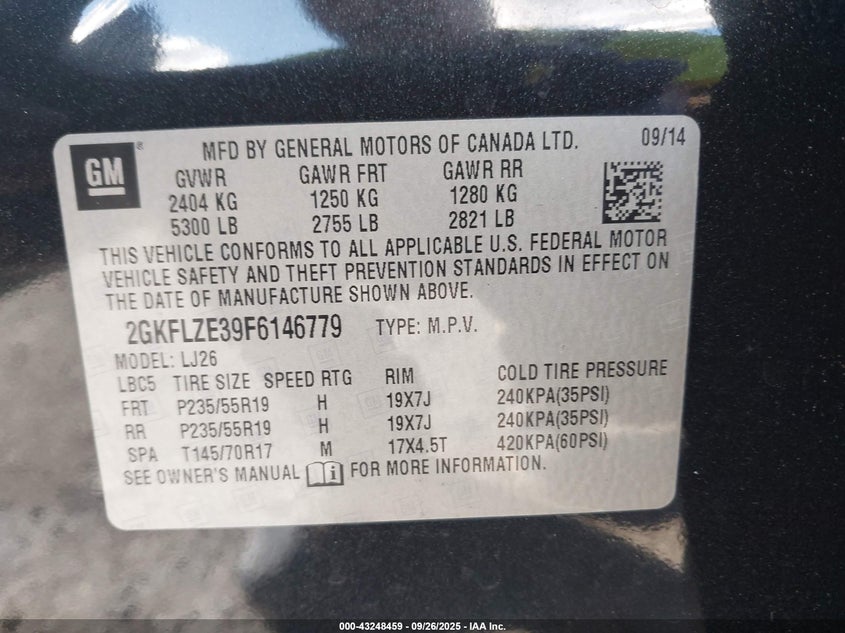 GM®
MFD BY GENERAL MOTORS OF CANADA LTD. 09/14
GVWR GAWR FRT GAWR RR
2404 KG 1250 KG 1280 KG
5300 LB 2755 LB 2821 LB
THIS VEHICLE CONFORMS TO ALL APPLICABLE U.S. FEDERAL MOTOR
VEHICLE SAFETY AND THEFT PREVENTION STANDARDS IN EFFECT ON
THE DATE OF MANUFACTURE SHOWN ABOVE.
2GKFLZE39F6146779 TYPE: M.P.V.
MODEL: LJ26
LBC5 TIRE SIZE SPEED RTG RIM COLD TIRE PRESSURE
FRT P235/55R19 H 19X7J 240KPA(35PSI)
RR P235/55R19 H 19X7J 240KPA(35PSI)
SPA T145/70R17 M 17X4.5T 420KPA(60PSI)
SEE OWNER'S MANUAL FOR MORE INFORMATION.
000-43248459 - 09/26/2025 - IAA Inc.